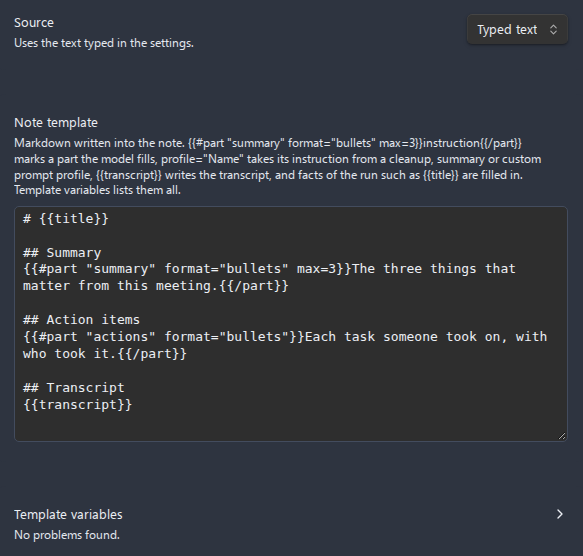 Source
Typed text
Uses the text typed in the settings.
Note template
Markdown written into the note. {{#part "summary" format="bullets" max=3}}instruction{{/part}}
marks a part the model fills, profile="Name" takes its instruction from a cleanup, summary or custom
prompt profile, {{transcript}} writes the transcript, and facts of the run such as {{title}} are filled in.
Template variables lists them all.
# {{title}}
## Summary
{{#part "summary" format="bullets" max=3}}The three things that
matter from this meeting.{{/part}}
## Action items
{{#part "actions" format="bullets"}}Each task someone took on, with
who took it.{{/part}}
## Transcript
{{transcript}}
Template variables
No problems found.